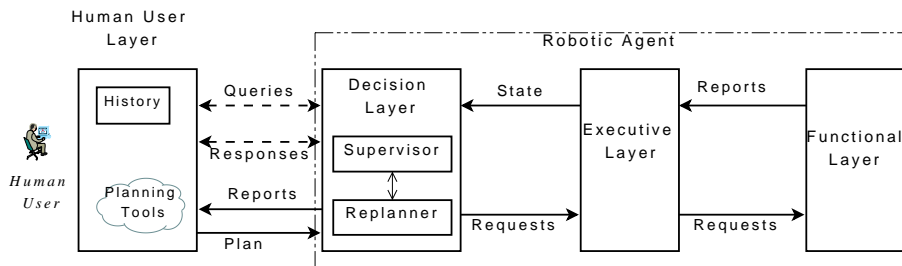 Human User
Layer
Robotic Agent
History
Planning
Tools
Human
User
Queries
Responses
Reports
Plan
Decision
Layer
Supervisor
Replanner
State
Requests
Executive
Layer
Reports
Requests
Functional
Layer